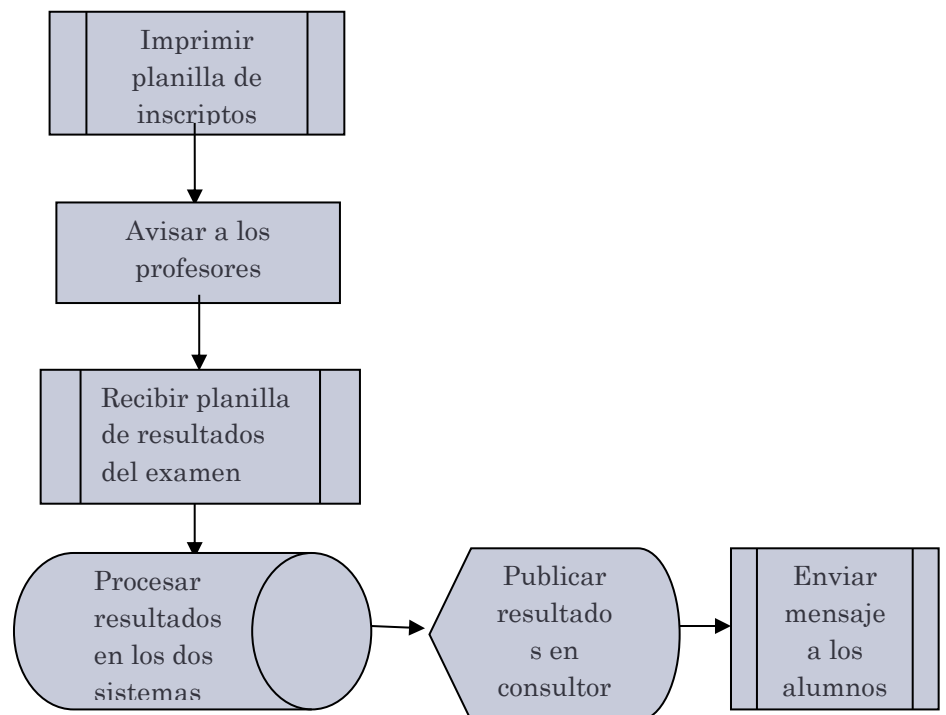 Imprimir
planilla de
inscriptos
Avisar a los
profesores
Recibir planilla
de resultados
del examen
Procesar
resultados
en los dos
sistemas
Publicar
resultado
s en
consultor
Enviar
mensaje
a los
alumnos